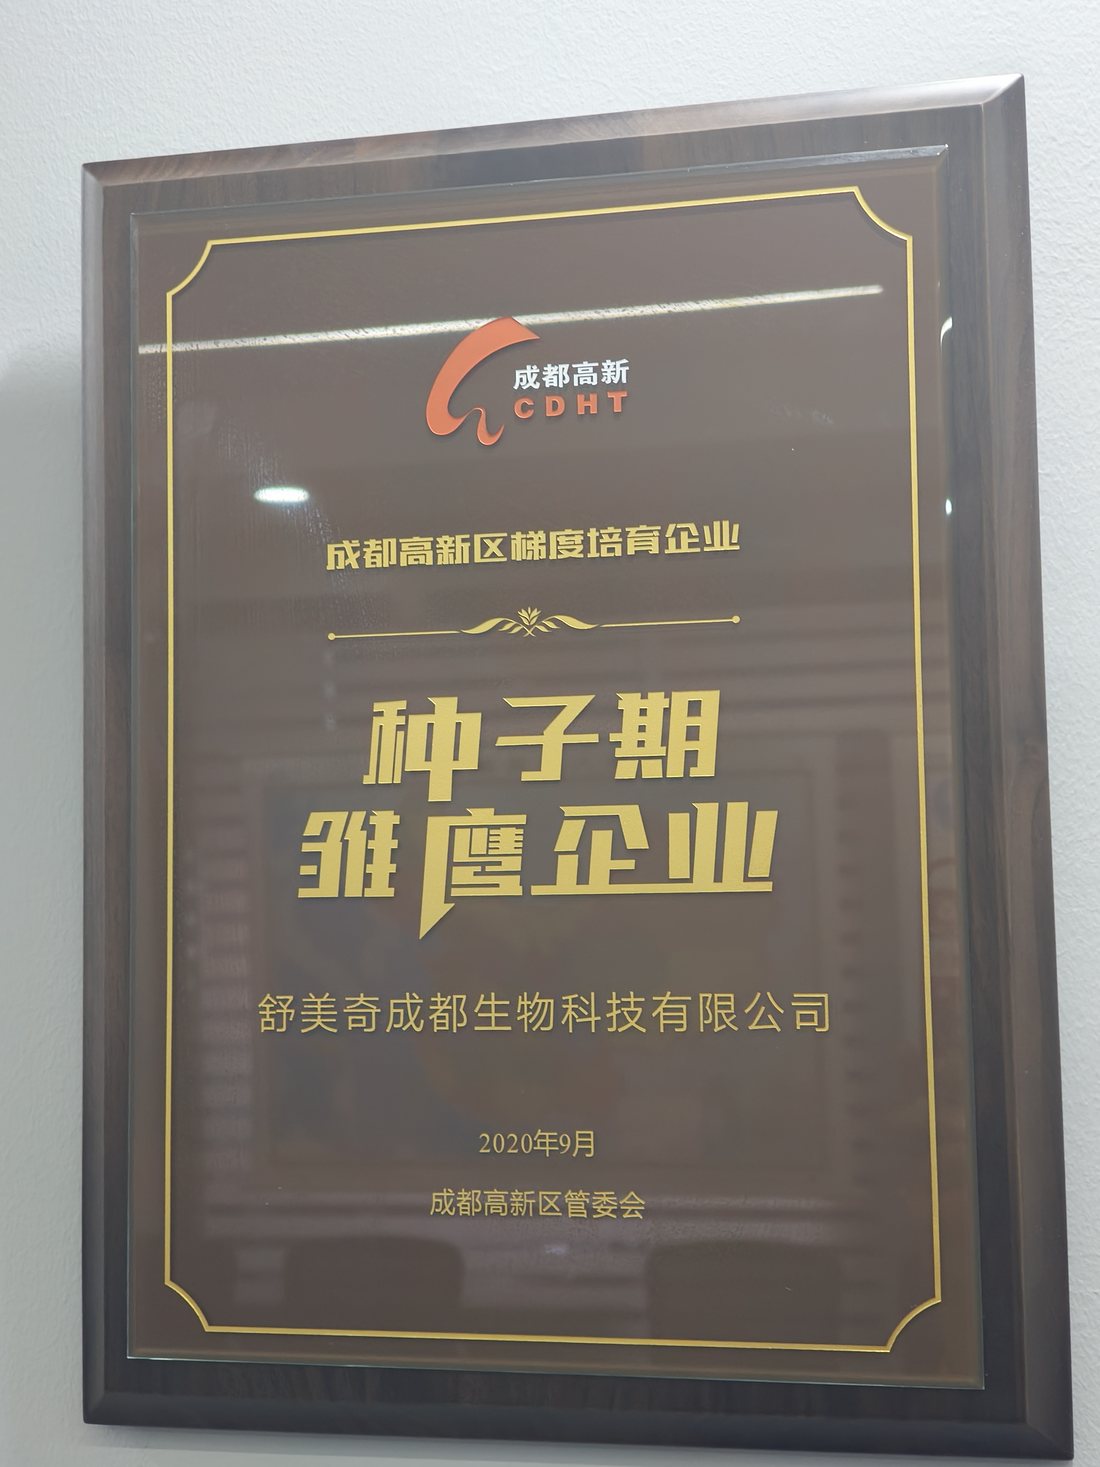 成都高新
CDHT
成都高新区梯度培育企业
种子期
雏鹰企业
舒美奇成都生物科技有限公司
2020年9月
成都高新区管委会